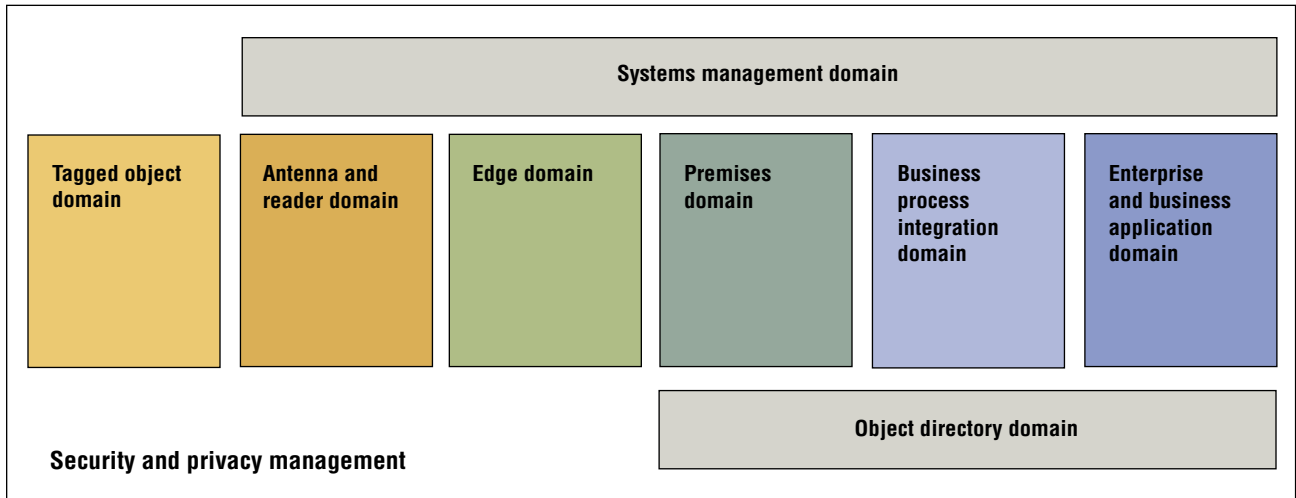 Systems management domain
Tagged object
domain
Antenna and
reader domain
Edge domain
Premises
domain
Business
process
integration
domain
Enterprise
and business
application
domain
Object directory domain
Security and privacy management